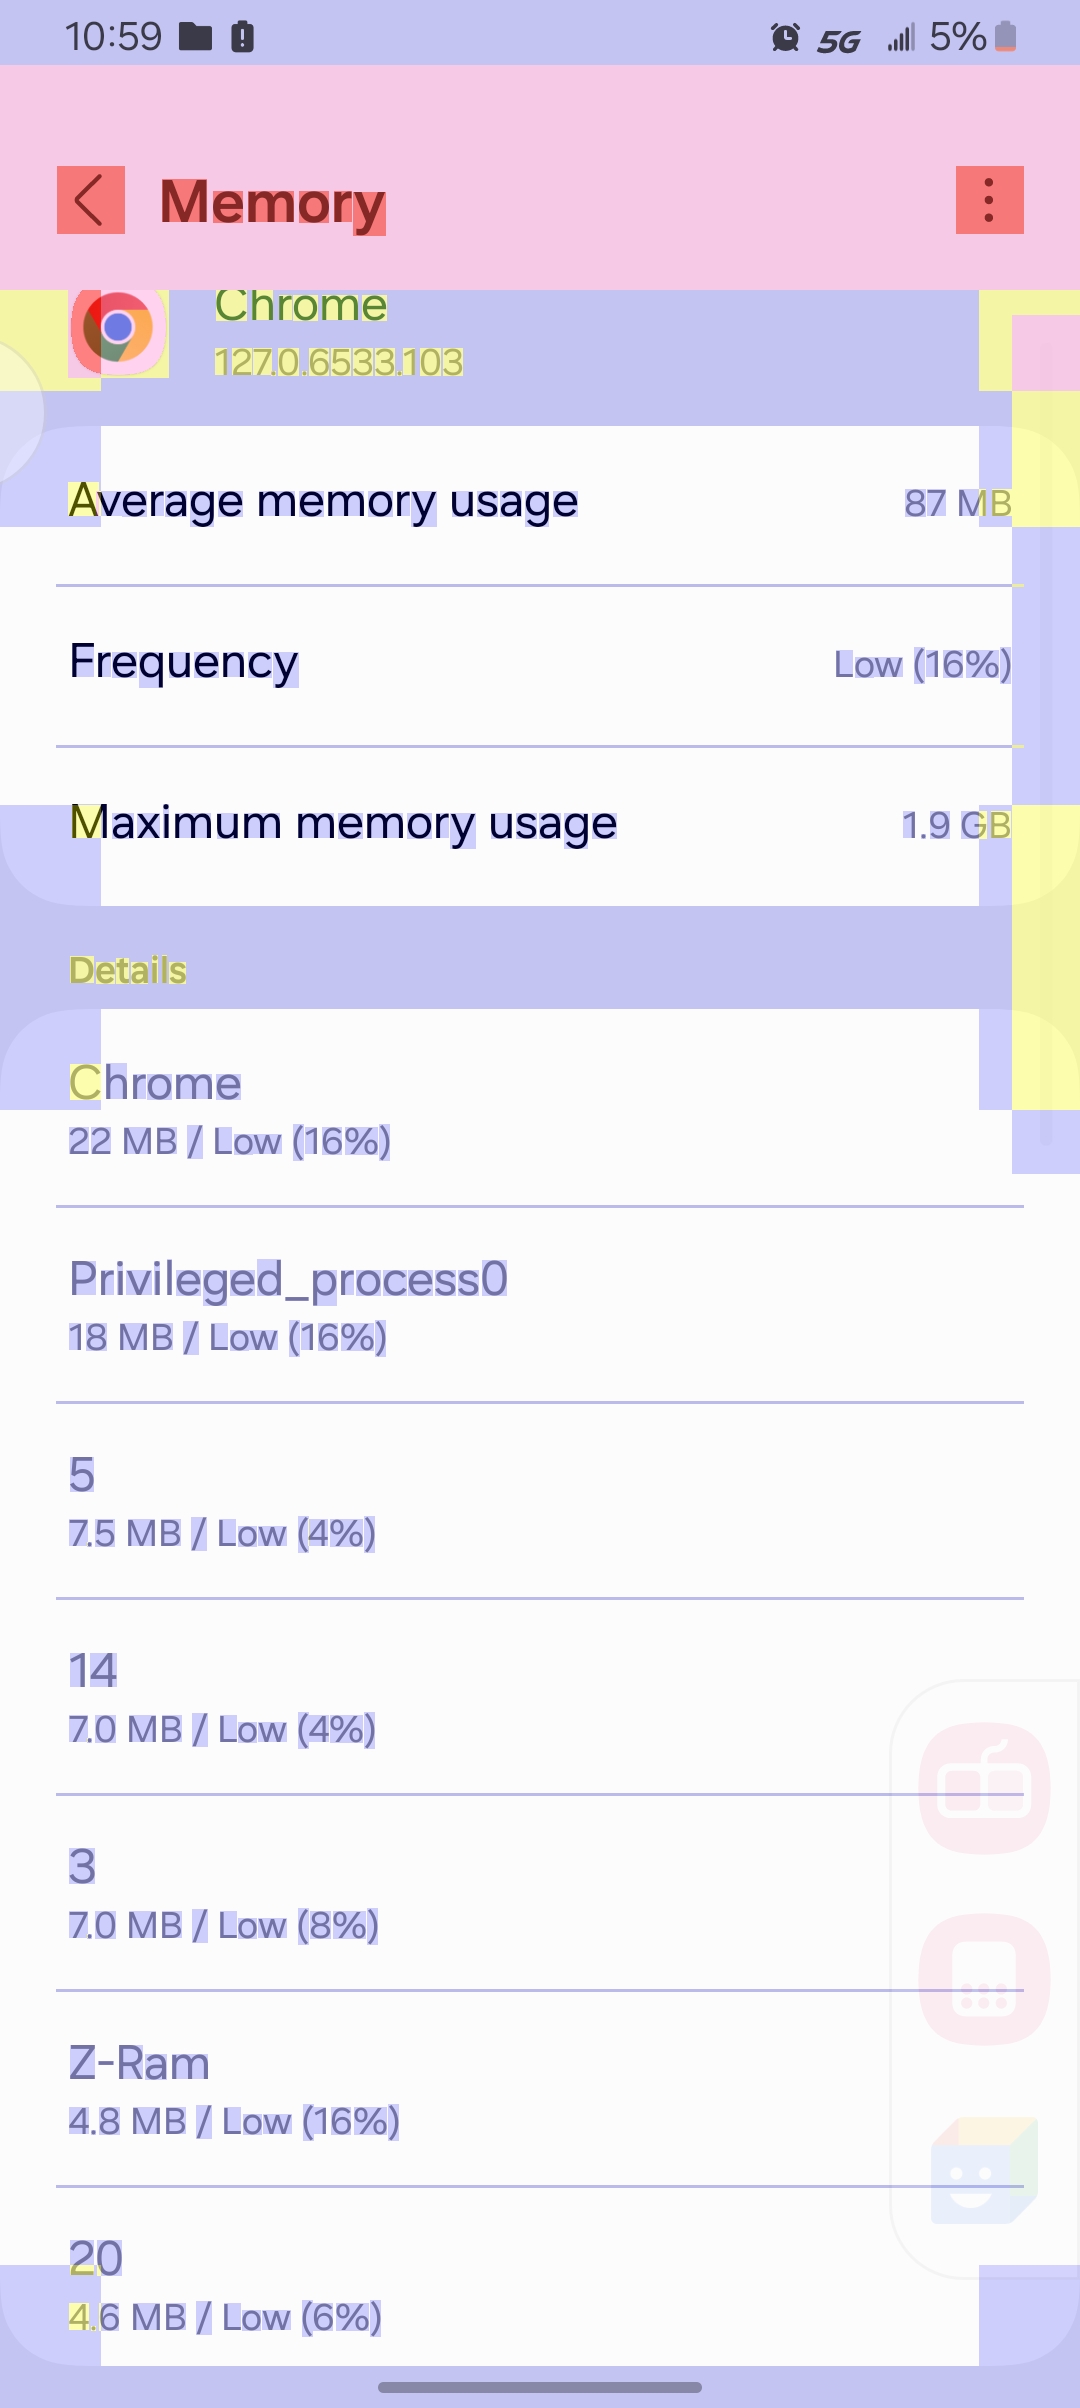 10:59 5G 5%
Memory
Chrome
127.0.6533.103
Average memory usage 87 MB
Frequency Low (16%)
Maximum memory usage 1.9 GB
Details
Chrome
22 MB / Low (16%)
Privileged_process0
18 MB / Low (16%)
5
7.5 MB / Low (4%)
14
7.0 MB / Low (4%)
3
7.0 MB / Low (8%)
Z-Ram
4.8 MB / Low (16%)
20
4.6 MB / Low (6%)